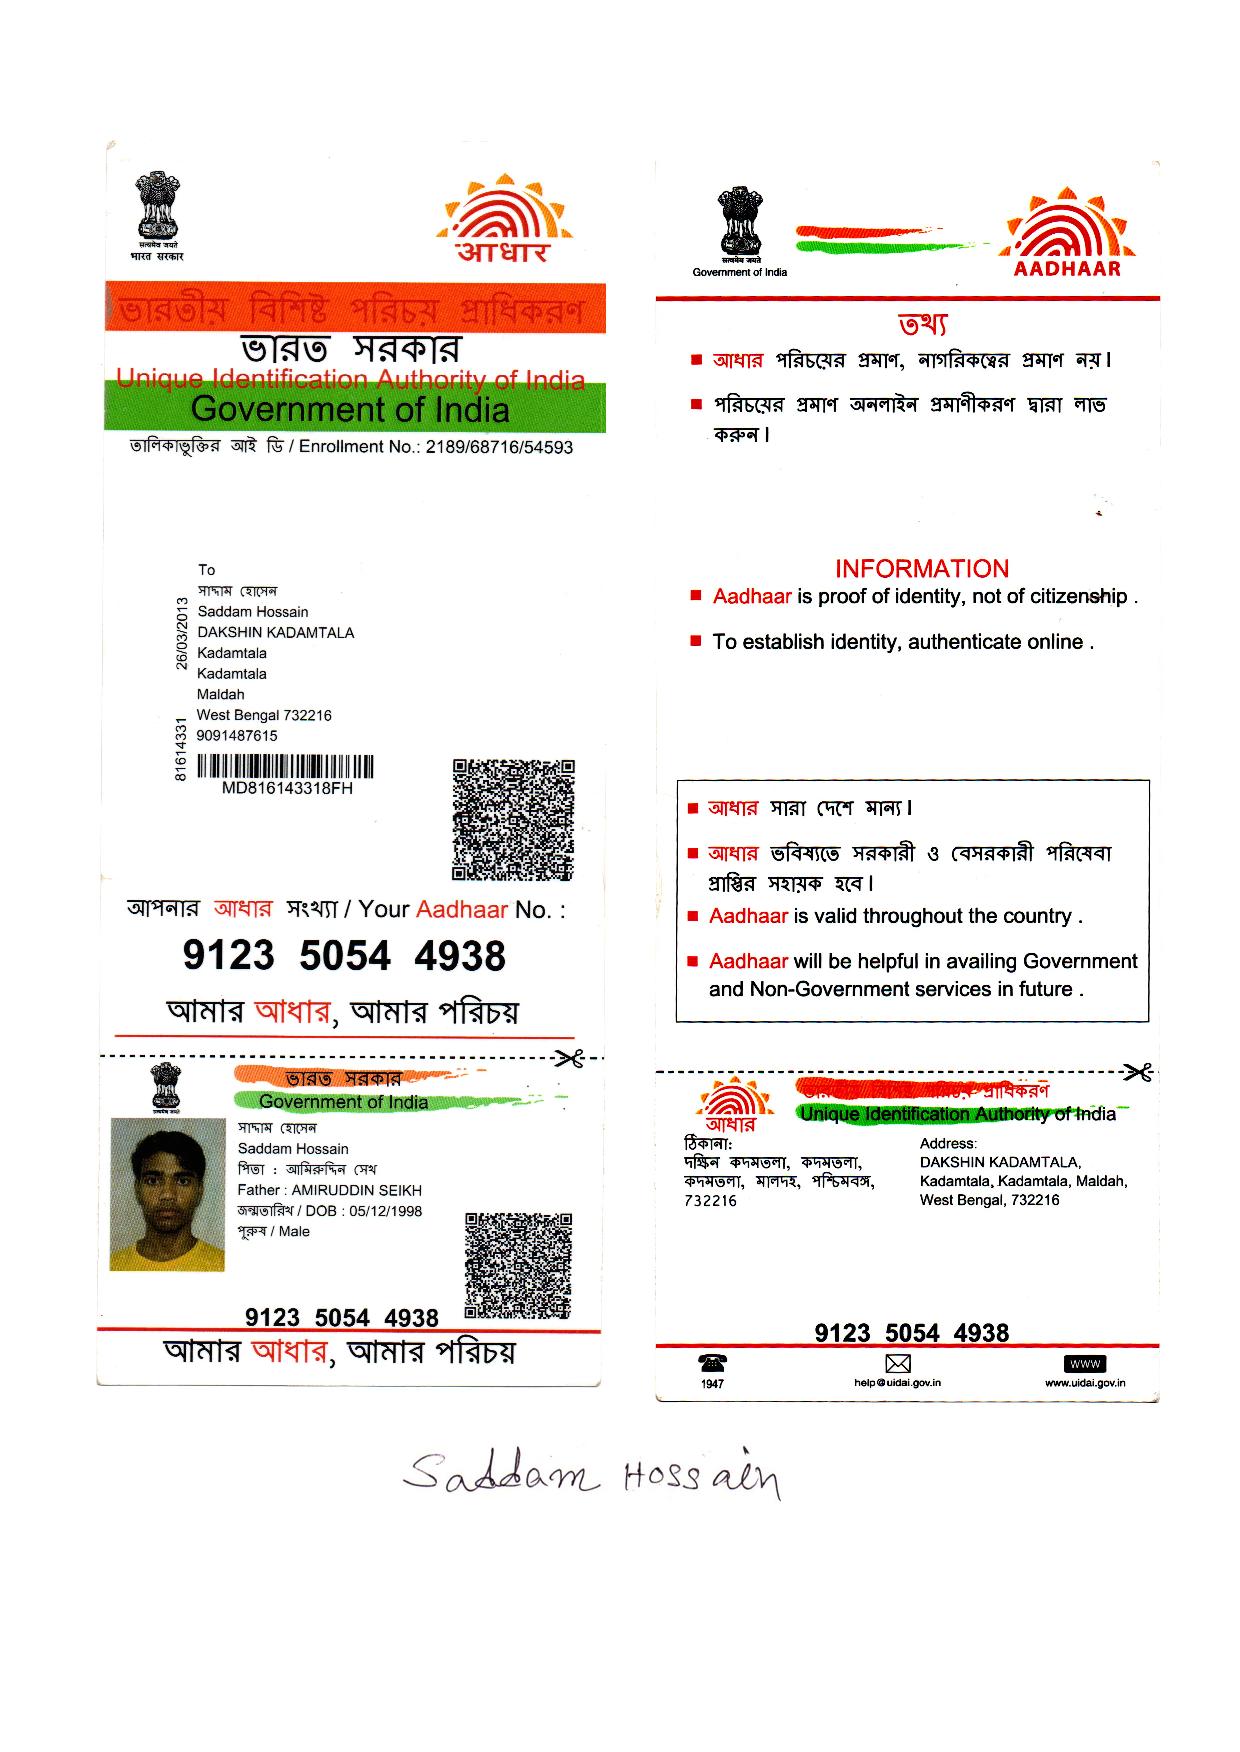 सत्यमेव जयते
भारत सरकार
आधार
ভারতীয় বিশিষ্ট পরিচয় প্রাধিকরণ
ভারত সরকার
Unique Identification Authority of India
Government of India
তালিকাভুক্তির আই ডি / Enrollment No.: 2189/68716/54593
To
সাদ্দাম হোসেন
Saddam Hossain
DAKSHIN KADAMTALA
Kadamtala
Kadamtala
Maldah
West Bengal 732216
9091487615
26/03/2013
81614331
MD816143318FH
আপনার আধার সংখ্যা / Your Aadhaar No. :
9123 5054 4938
আমার আধার, আমার পরিচয়
ভারত সরকার
Government of India
সাদ্দাম হোসেন
Saddam Hossain
পিতা : আমিরুদ্দিন সেখ
Father : AMIRUDDIN SEIKH
জন্মতারিখ / DOB : 05/12/1998
পুরুষ / Male
9123 5054 4938
আমার আধার, আমার পরিচয়
सत्यमेव जयते
Government of India
AADHAAR
তথ্য
আধার পরিচয়ের প্রমাণ, নাগরিকত্বের প্রমাণ নয়।
পরিচয়ের প্রমাণ অনলাইন প্রমাণীকরণ দ্বারা লাভ
করুন।
INFORMATION
Aadhaar is proof of identity, not of citizenship .
To establish identity, authenticate online .
আধার সারা দেশে মান্য।
আধার ভবিষ্যতে সরকারী ও বেসরকারী পরিষেবা
প্রাপ্তির সহায়ক হবে।
Aadhaar is valid throughout the country .
Aadhaar will be helpful in availing Government
and Non-Government services in future .
आधार
ভারতীয় বিশিষ্ট পরিচয় প্রাধিকরণ
Unique Identification Authority of India
ঠিকানা:
দক্ষিন কদমতলা, কদমতলা,
কদমতলা, মালদহ, পশ্চিমবঙ্গ,
732216
Address:
DAKSHIN KADAMTALA,
Kadamtala, Kadamtala, Maldah,
West Bengal, 732216
9123 5054 4938
1947
help@uidai.gov.in
WWW
www.uidai.gov.in
Saddam Hossain